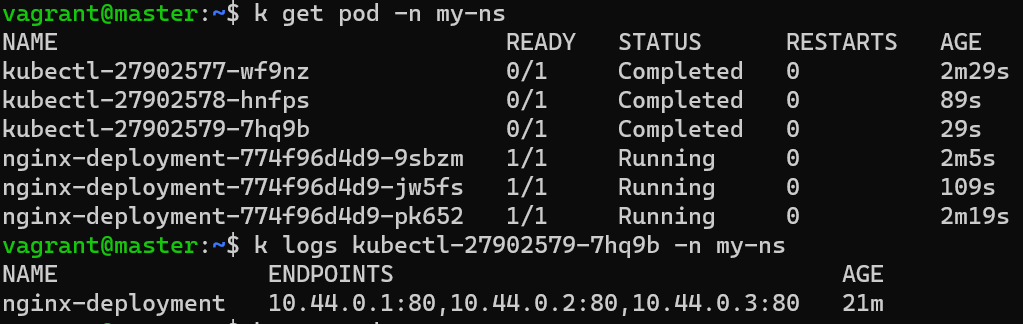 vagrant@master:~$ k get pod -n my-ns
NAME                                READY   STATUS      RESTARTS   AGE
kubectl-27902577-wf9nz              0/1     Completed   0          2m29s
kubectl-27902578-hnfps              0/1     Completed   0          89s
kubectl-27902579-7hq9b              0/1     Completed   0          29s
nginx-deployment-774f96d4d9-9sbzm   1/1     Running     0          2m5s
nginx-deployment-774f96d4d9-jw5fs   1/1     Running     0          109s
nginx-deployment-774f96d4d9-pk652   1/1     Running     0          2m19s
vagrant@master:~$ k logs kubectl-27902579-7hq9b -n my-ns
NAME               ENDPOINTS                                AGE
nginx-deployment   10.44.0.1:80,10.44.0.2:80,10.44.0.3:80   21m